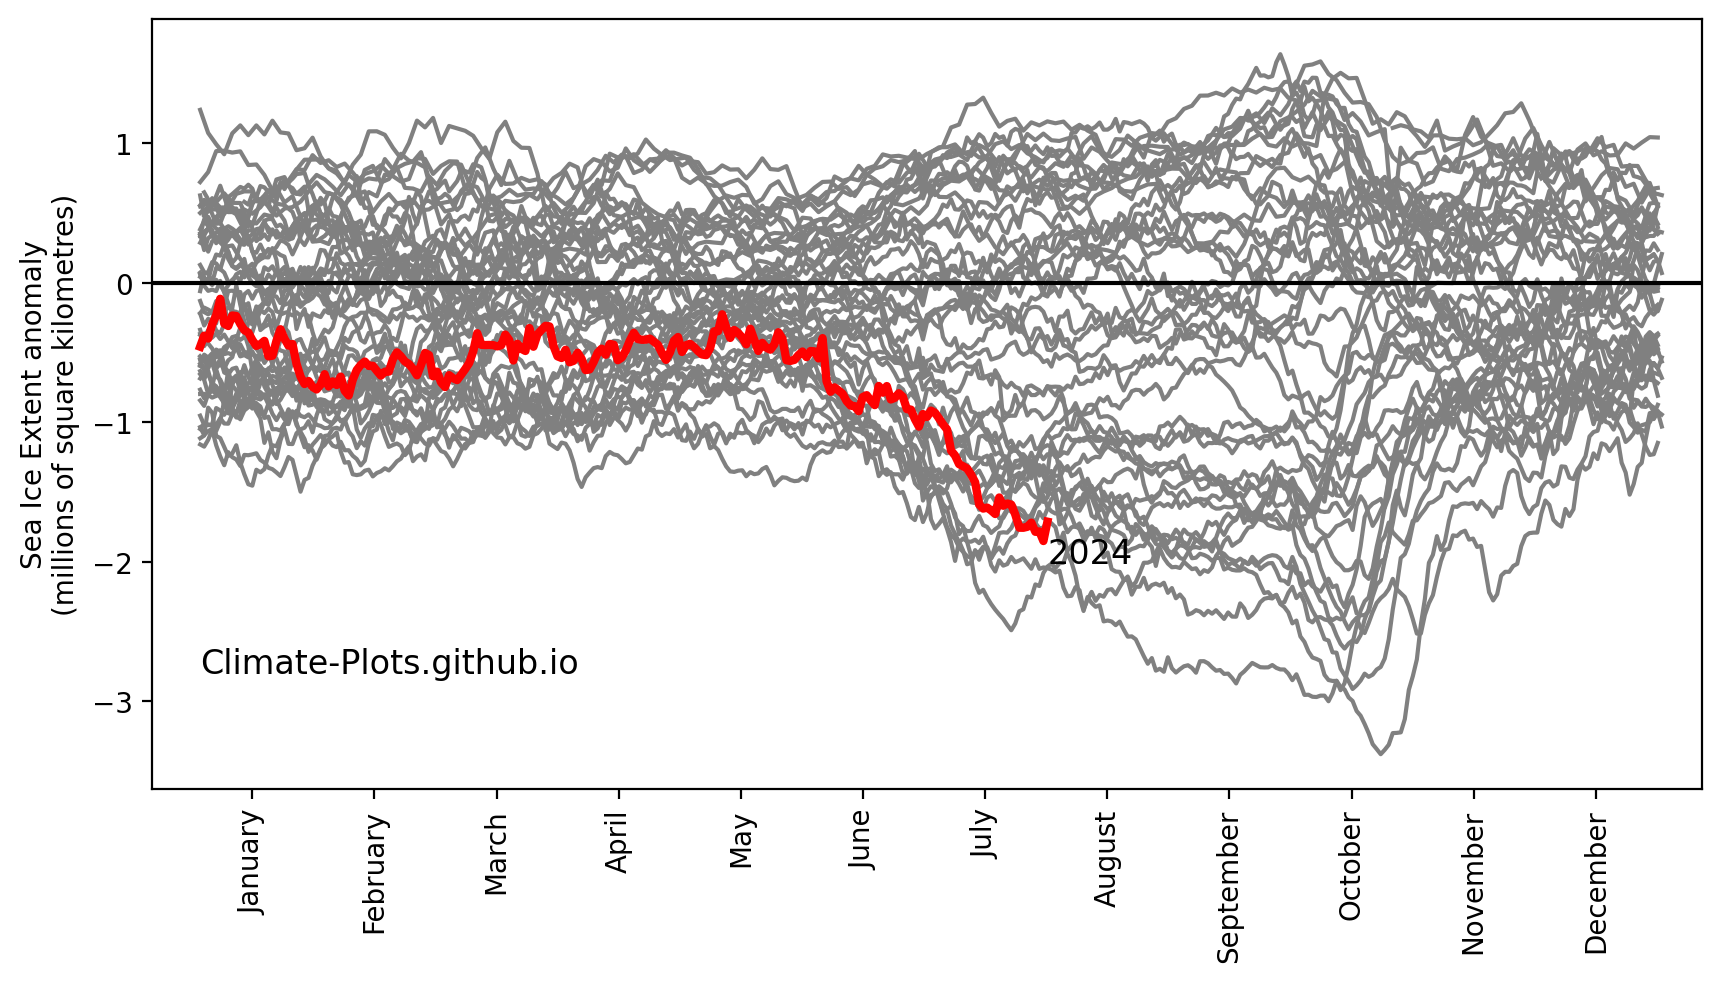 Sea Ice Extent anomaly
(millions of square kilometres)
1
0
−1
−2
−3
2024
Climate-Plots.github.io
January
February
March
April
May
June
July
August
September
October
November
December